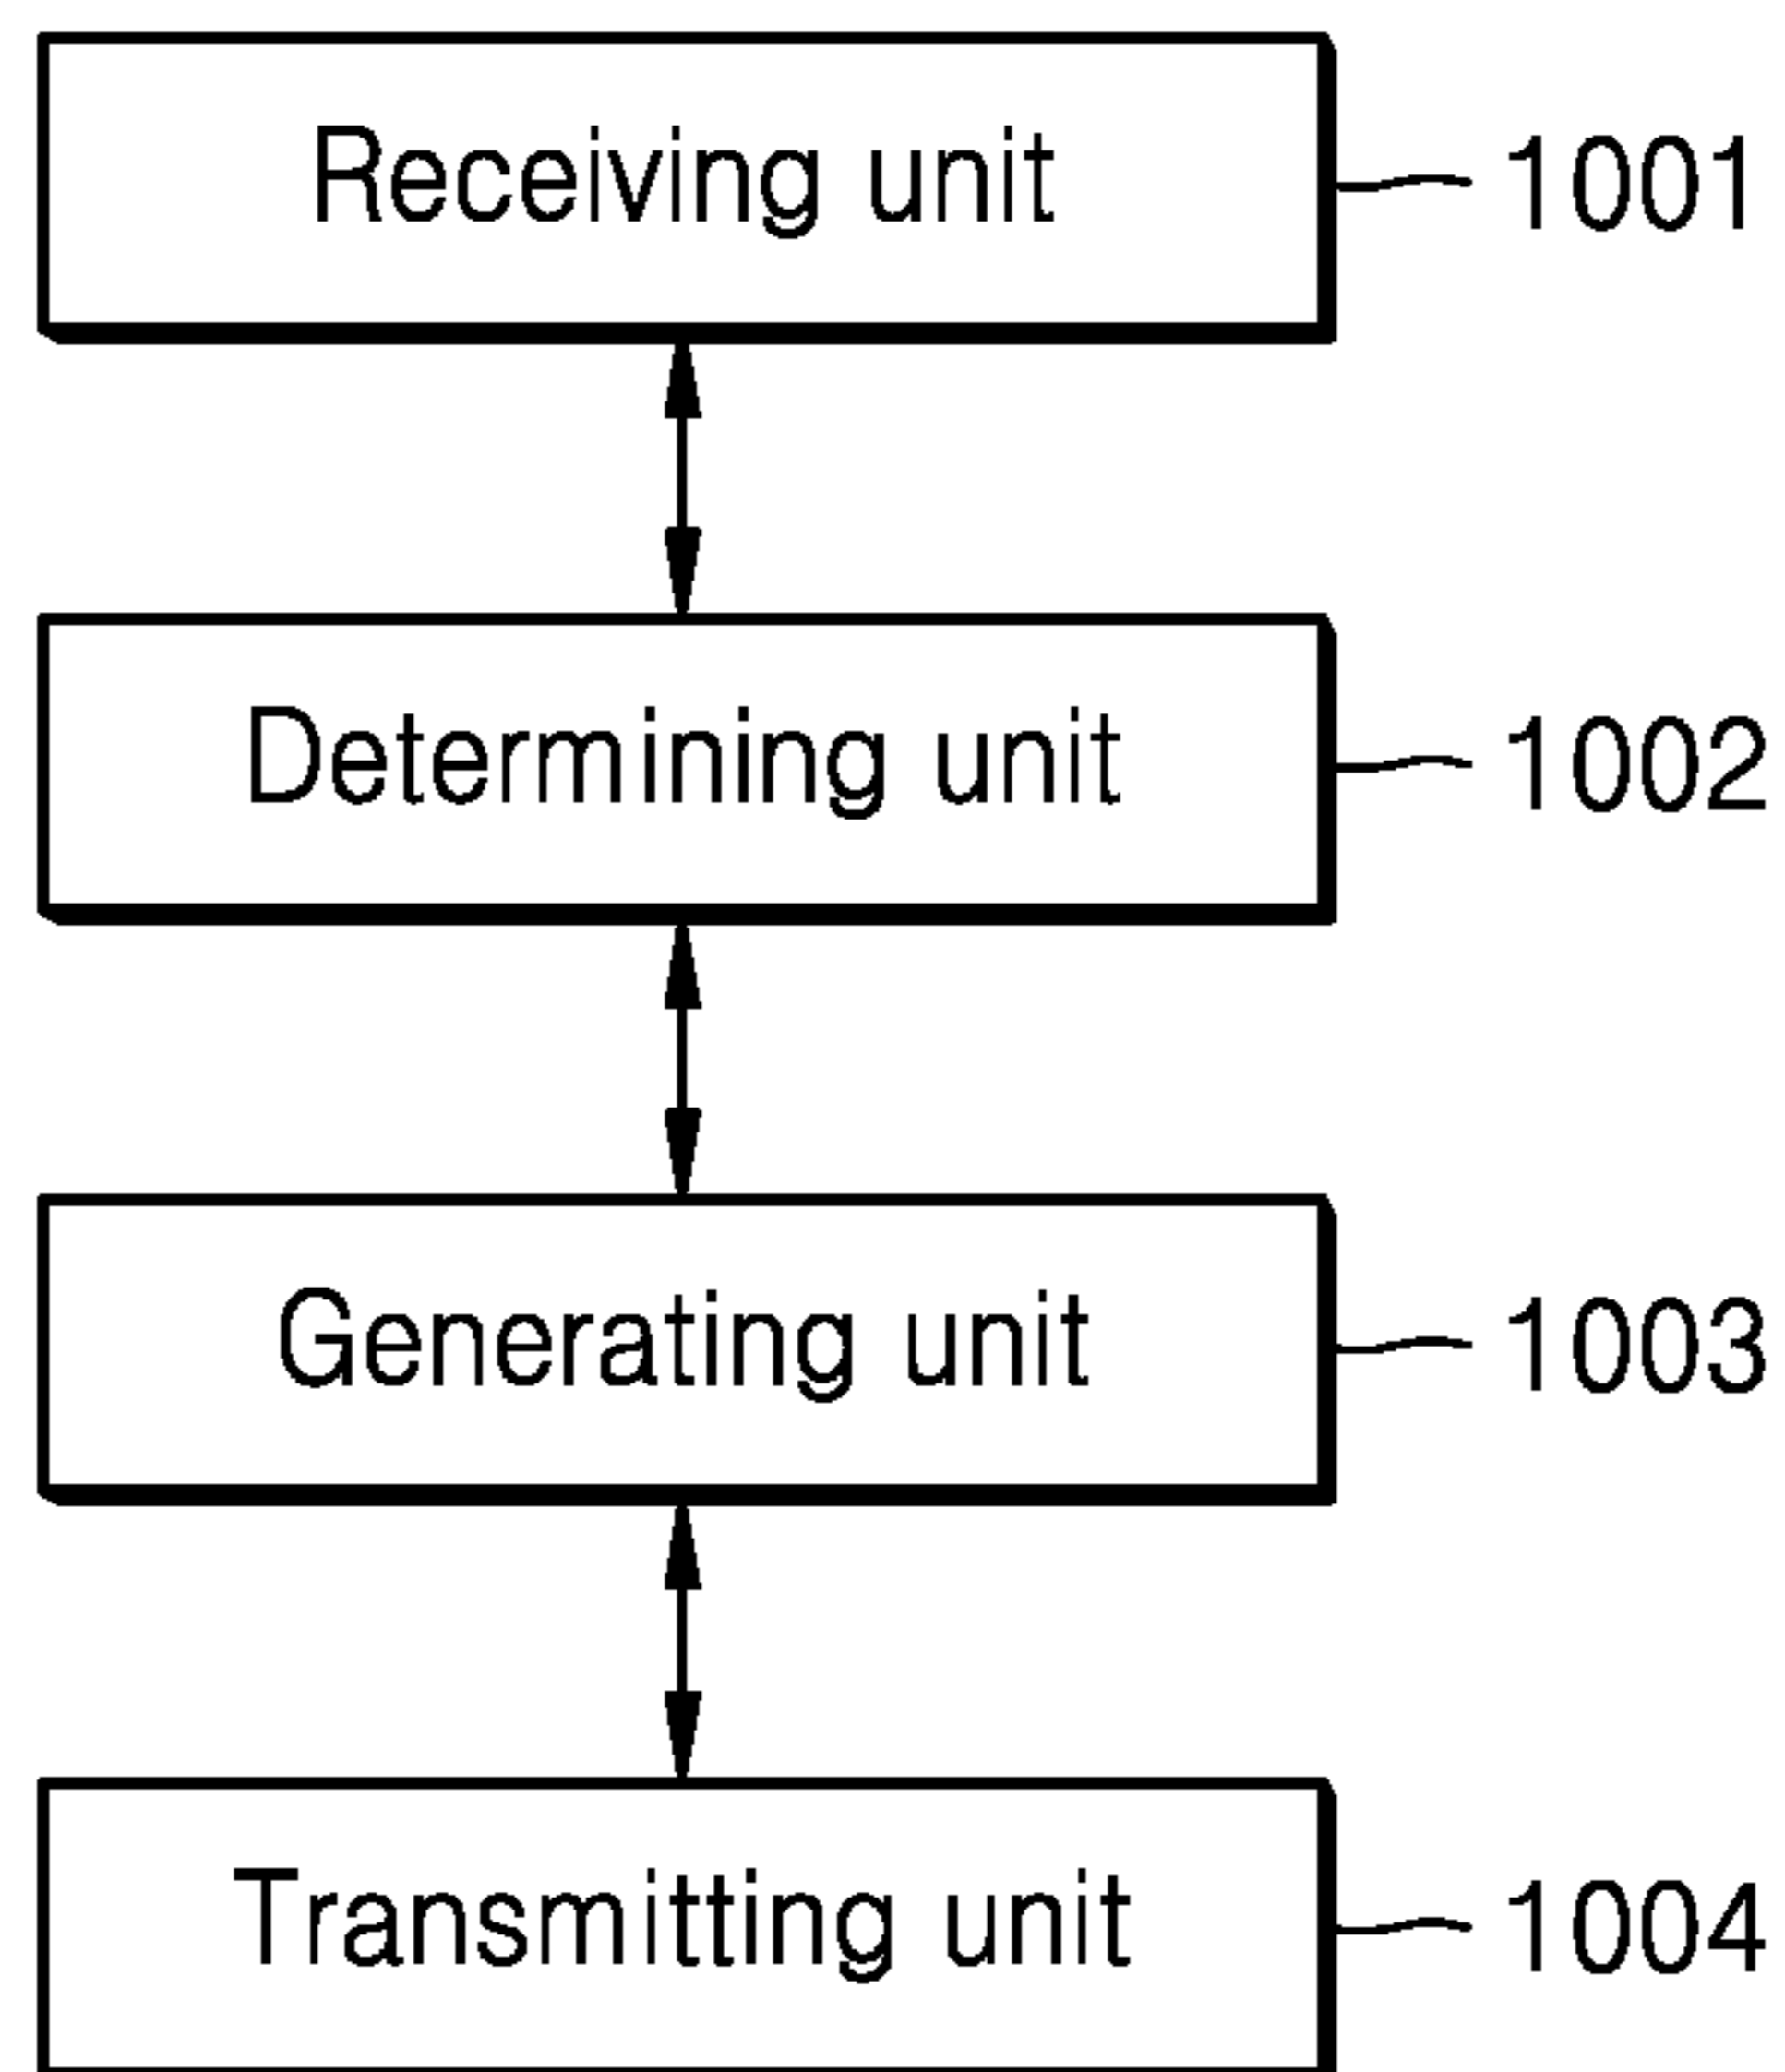 Receiving unit 1001
Determining unit 1002
Generating unit 1003
Transmitting unit 1004